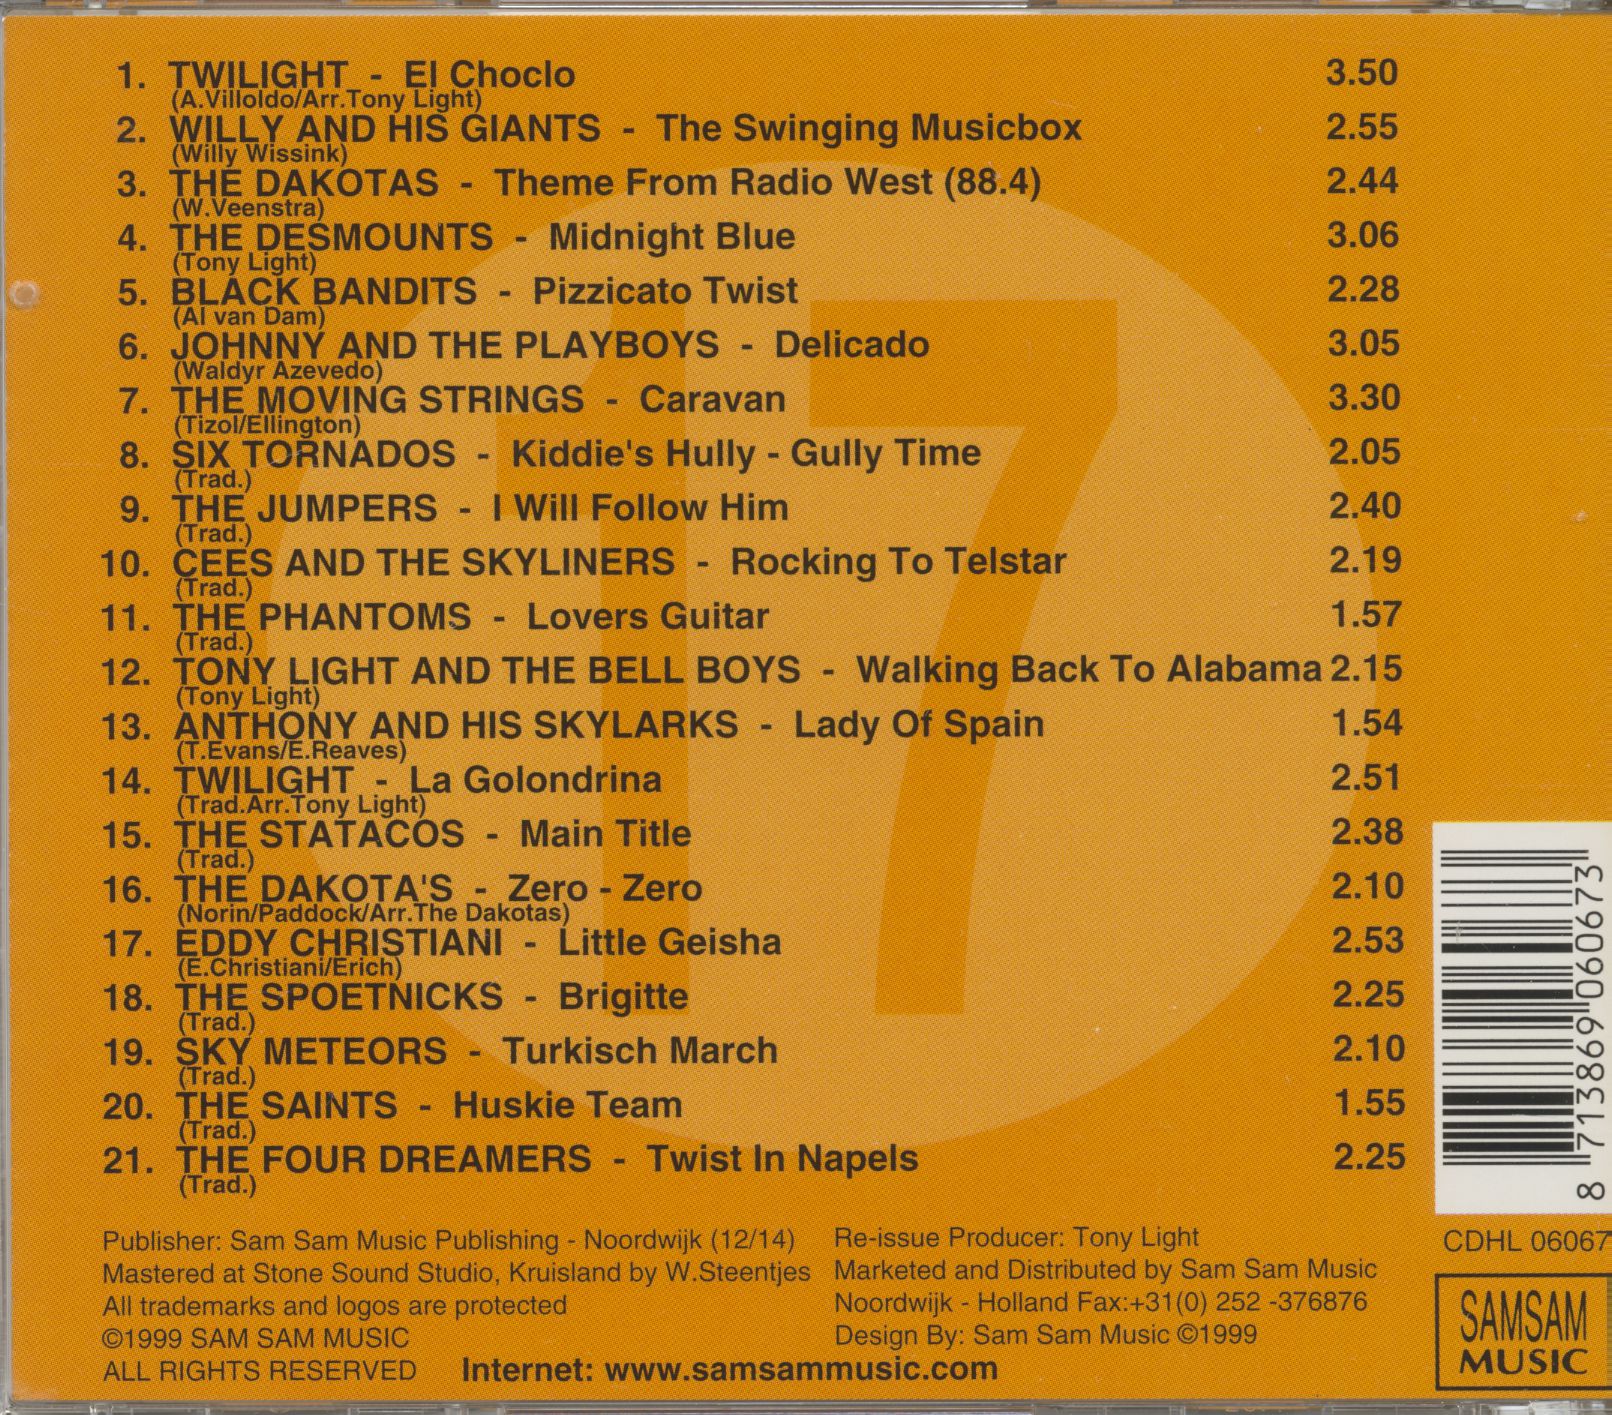 1. TWILIGHT - El Choclo 3.50
(A.Villoldo/Arr.Tony Light)
2. WILLY AND HIS GIANTS - The Swinging Musicbox 2.55
(Willy Wissink)
3. THE DAKOTAS - Theme From Radio West (88.4) 2.44
(W.Veenstra)
4. THE DESMOUNTS - Midnight Blue 3.06
(Tony Light)
5. BLACK BANDITS - Pizzicato Twist 2.28
(Al van Dam)
6. JOHNNY AND THE PLAYBOYS - Delicado 3.05
(Waldyr Azevedo)
7. THE MOVING STRINGS - Caravan 3.30
(Tizol/Ellington)
8. SIX TORNADOS - Kiddie's Hully - Gully Time 2.05
(Trad.)
9. THE JUMPERS - I Will Follow Him 2.40
(Trad.)
10. CEES AND THE SKYLINERS - Rocking To Telstar 2.19
(Trad.)
11. THE PHANTOMS - Lovers Guitar 1.57
(Trad.)
12. TONY LIGHT AND THE BELL BOYS - Walking Back To Alabama 2.15
(Tony Light)
13. ANTHONY AND HIS SKYLARKS - Lady Of Spain 1.54
(T.Evans/E.Reaves)
14. TWILIGHT - La Golondrina 2.51
(Trad.Arr.Tony Light)
15. THE STATACOS - Main Title 2.38
(Trad.)
16. THE DAKOTA'S - Zero - Zero 2.10
(Norin/Paddock/Arr.The Dakotas)
17. EDDY CHRISTIANI - Little Geisha 2.53
(E.Christiani/Erich)
18. THE SPOETNICKS - Brigitte 2.25
(Trad.)
19. SKY METEORS - Turkisch March 2.10
(Trad.)
20. THE SAINTS - Huskie Team 1.55
(Trad.)
21. THE FOUR DREAMERS - Twist In Napels 2.25
(Trad.)
17
Publisher: Sam Sam Music Publishing - Noordwijk (12/14)
Mastered at Stone Sound Studio, Kruisland by W.Steentjes
All trademarks and logos are protected
©1999 SAM SAM MUSIC
ALL RIGHTS RESERVED
Re-issue Producer: Tony Light
Marketed and Distributed by Sam Sam Music
Noordwijk - Holland Fax:+31(0) 252 -376876
Design By: Sam Sam Music ©1999
Internet: www.samsammusic.com
8 713869 060673
CDHL 06067
SAMSAM
MUSIC